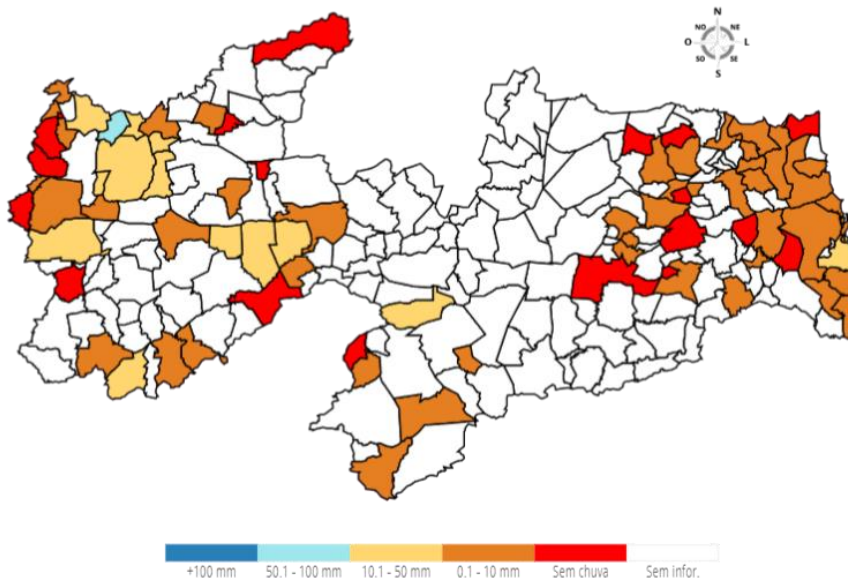 N
NO NE
O L
SO SE
S
+100 mm 50.1 - 100 mm 10.1 - 50 mm 0.1 - 10 mm Sem chuva Sem infor.